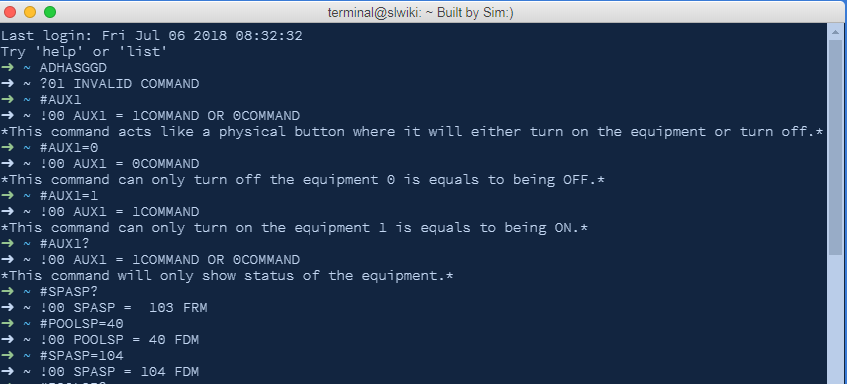 terminal@slwiki: ~ Built by Sim:)
Last login: Fri Jul 06 2018 08:32:32
Try 'help' or 'list'
➜ ~ ADHASGGD
➜ ~ ?01 INVALID COMMAND
➜ ~ #AUX1
➜ ~ !00 AUX1 = 1COMMAND OR 0COMMAND
*This command acts like a physical button where it will either turn on the equipment or turn off.*
➜ ~ #AUX1=0
➜ ~ !00 AUX1 = 0COMMAND
*This command can only turn off the equipment 0 is equals to being OFF.*
➜ ~ #AUX1=1
➜ ~ !00 AUX1 = 1COMMAND
*This command can only turn on the equipment 1 is equals to being ON.*
➜ ~ #AUX1?
➜ ~ !00 AUX1 = 1COMMAND OR 0COMMAND
*This command will only show status of the equipment.*
➜ ~ #SPASP?
➜ ~ !00 SPASP =  103 FRM
➜ ~ #POOLSP=40
➜ ~ !00 POOLSP = 40 FDM
➜ ~ #SPASP=104
➜ ~ !00 SPASP = 104 FDM